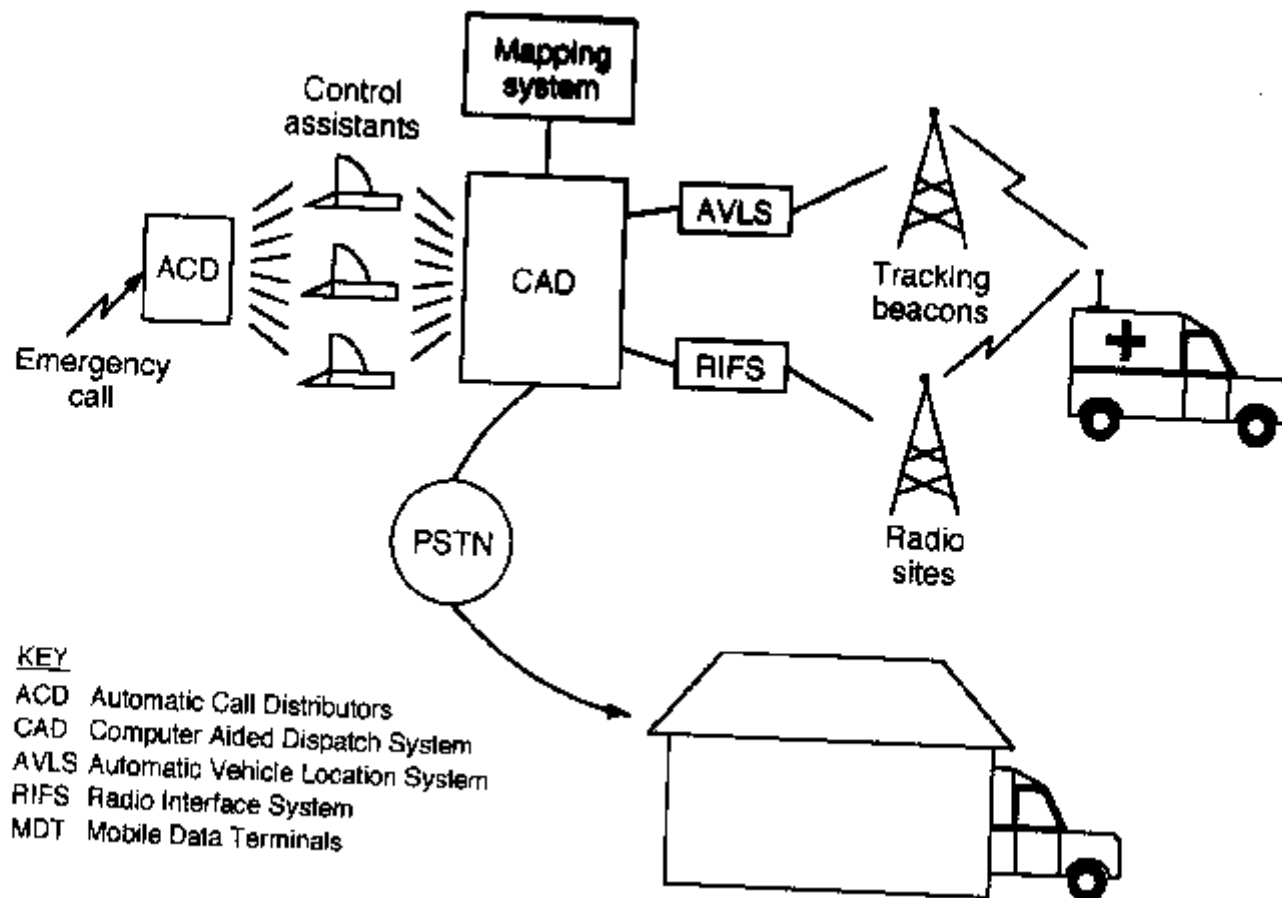 Mapping
system
Control
assistants
ACD
CAD
AVLS
RIFS
Tracking
beacons
Emergency
call
Radio
sites
PSTN
KEY
ACD Automatic Call Distributors
CAD Computer Aided Dispatch System
AVLS Automatic Vehicle Location System
RIFS Radio Interface System
MDT Mobile Data Terminals